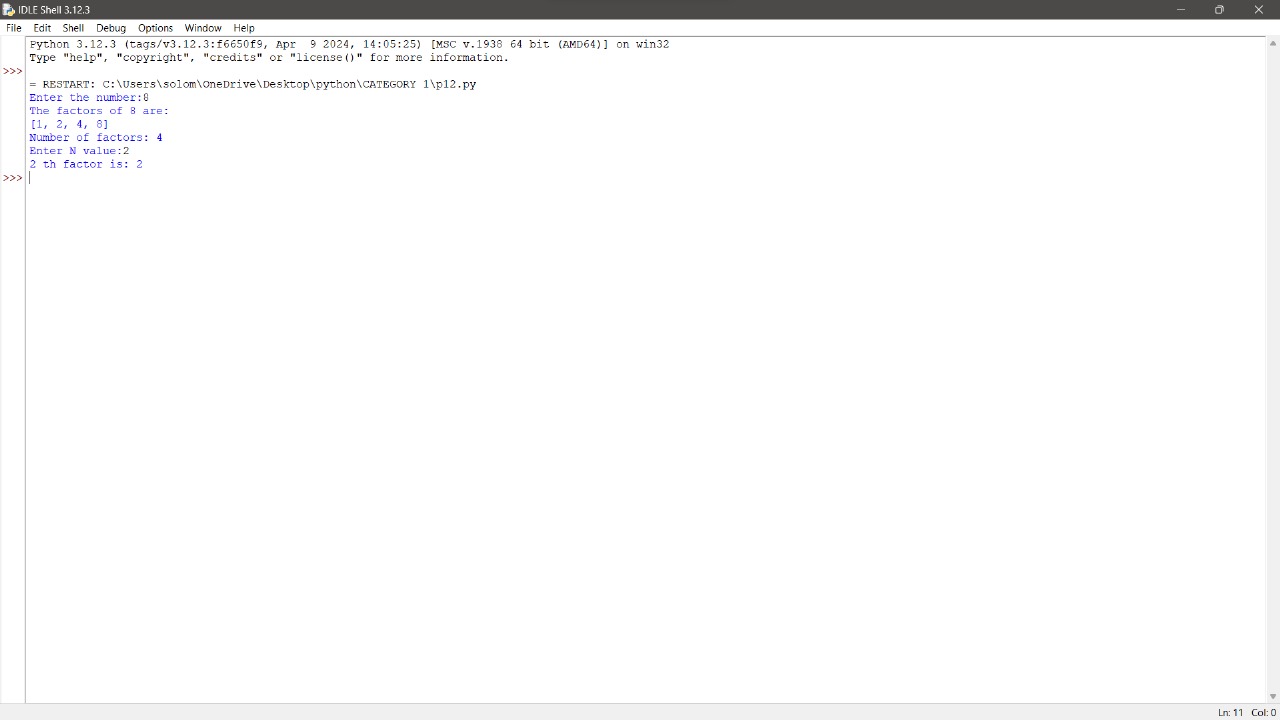 IDLE Shell 3.12.3
File Edit Shell Debug Options Window Help
Python 3.12.3 (tags/v3.12.3:f6650f9, Apr  9 2024, 14:05:25) [MSC v.1938 64 bit (AMD64)] on win32
Type "help", "copyright", "credits" or "license()" for more information.
>>>
= RESTART: C:\Users\solom\OneDrive\Desktop\python\CATEGORY 1\p12.py
Enter the number:8
The factors of 8 are:
[1, 2, 4, 8]
Number of factors: 4
Enter N value:2
2 th factor is: 2
>>>
Ln: 11 Col: 0